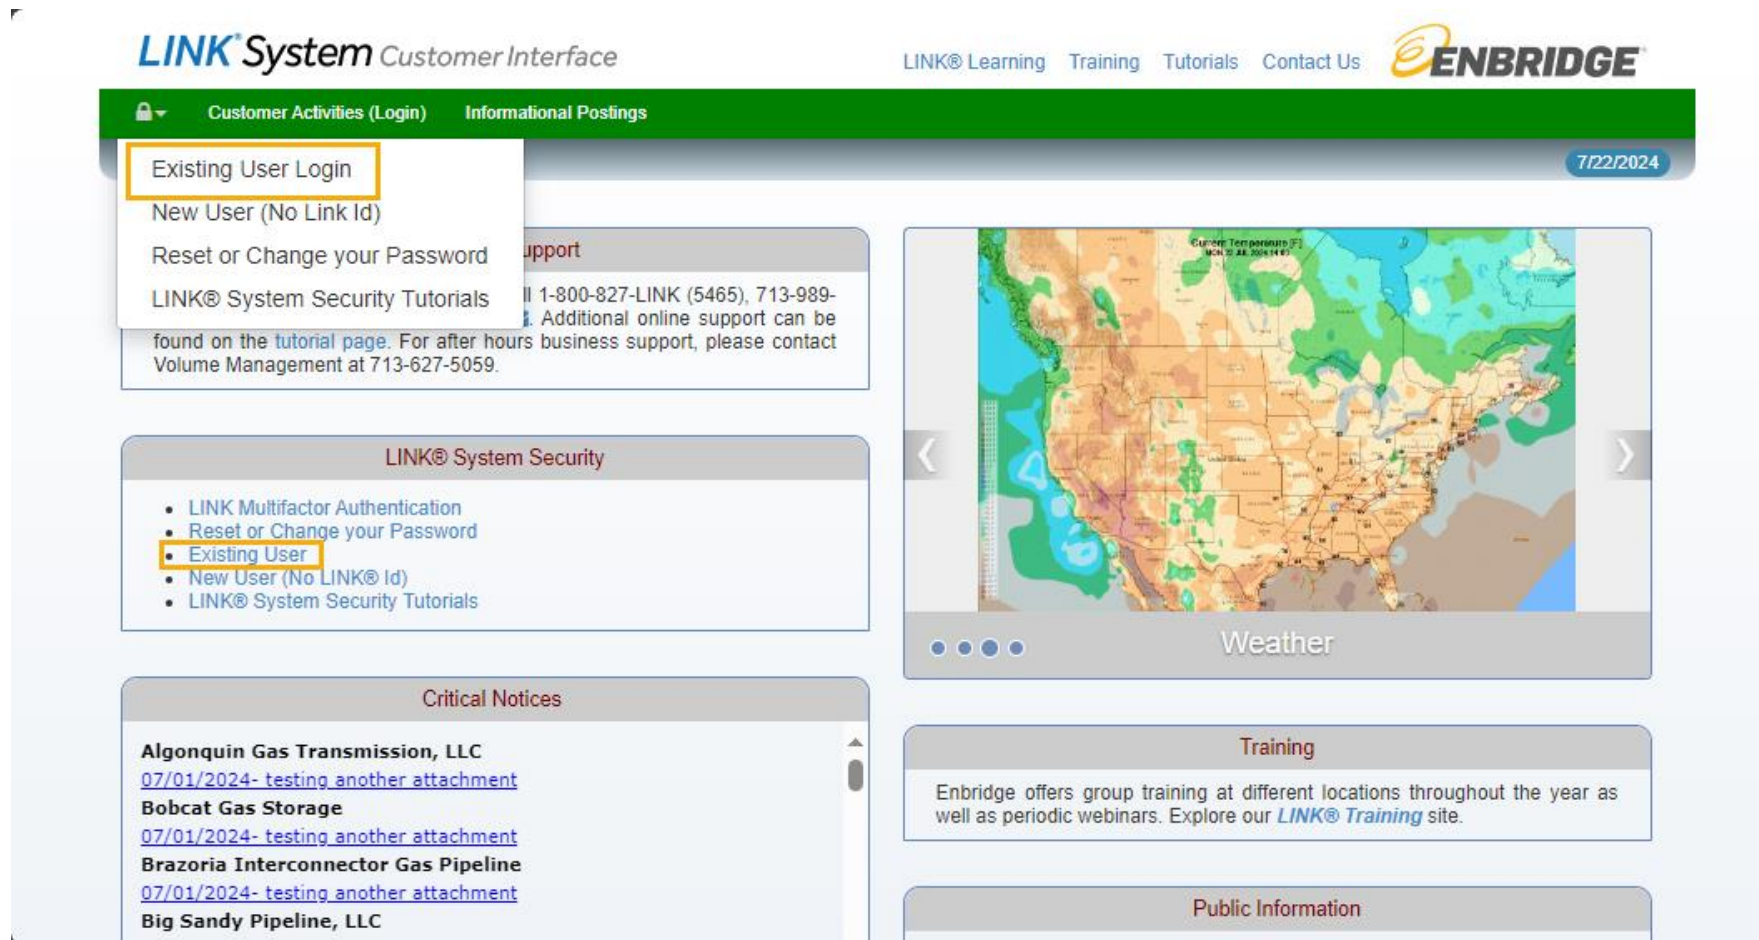 LINK® System Customer Interface
LINK® Learning Training Tutorials Contact Us
ENBRIDGE
Customer Activities (Login) Informational Postings
7/22/2024
Existing User Login
New User (No Link Id)
Reset or Change your Password
LINK® System Security Tutorials
upport
ll 1-800-827-LINK (5465), 713-989-
. Additional online support can be
found on the tutorial page. For after hours business support, please contact
Volume Management at 713-627-5059.
LINK® System Security
LINK Multifactor Authentication
Reset or Change your Password
Existing User
New User (No LINK® Id)
LINK® System Security Tutorials
Critical Notices
Algonquin Gas Transmission, LLC
07/01/2024- testing another attachment
Bobcat Gas Storage
07/01/2024- testing another attachment
Brazoria Interconnector Gas Pipeline
07/01/2024- testing another attachment
Big Sandy Pipeline, LLC
Current Temperature [F]
Weather
Training
Enbridge offers group training at different locations throughout the year as
well as periodic webinars. Explore our LINK® Training site.
Public Information